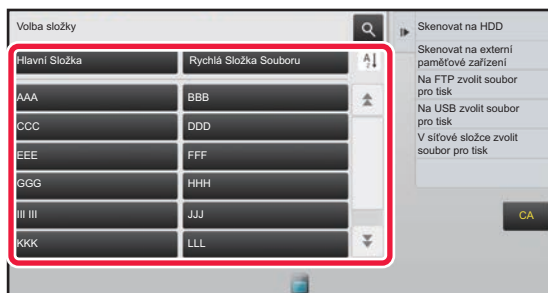 Volba složky
Hlavní Složka
Rychlá Složka Souboru
AAA
BBB
CCC
DDD
EEE
FFF
GGG
HHH
III III
JJJ
KKK
LLL
Skenovat na HDD
Skenovat na externí
paměťové zařízení
Na FTP zvolit soubor
pro tisk
Na USB zvolit soubor
pro tisk
V síťové složce zvolit
soubor pro tisk
CA